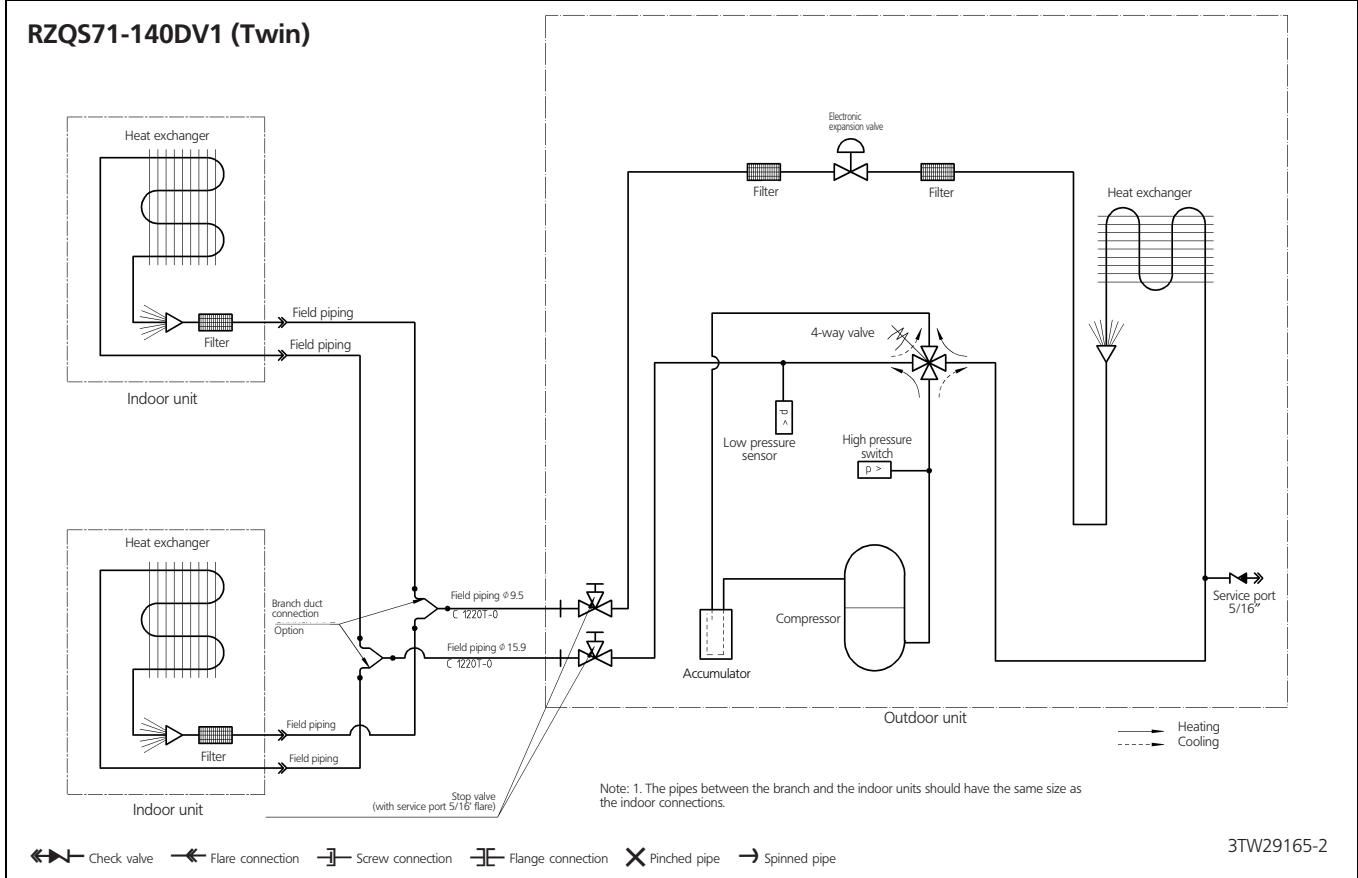 RZQS71-140DV1 (Twin)
Heat exchanger
Filter
Field piping
Field piping
Indoor unit
Electronic
expansion valve
Filter
Filter
Heat exchanger
4-way valve
p >
Low pressure
sensor
High pressure
switch
p >
Heat exchanger
Branch duct
connection
Option
Field piping ø 9.5
C 1220T-0
Field piping ø 15.9
C 1220T-0
Compressor
Accumulator
Service port
5/16"
Outdoor unit
Heating
Cooling
Filter
Field piping
Field piping
Indoor unit
Stop valve
(with service port 5/16' flare)
Note: 1. The pipes between the branch and the indoor units should have the same size as
the indoor connections.
3TW29165-2
Check valve
Flare connection
Screw connection
Flange connection
Pinched pipe
Spinned pipe